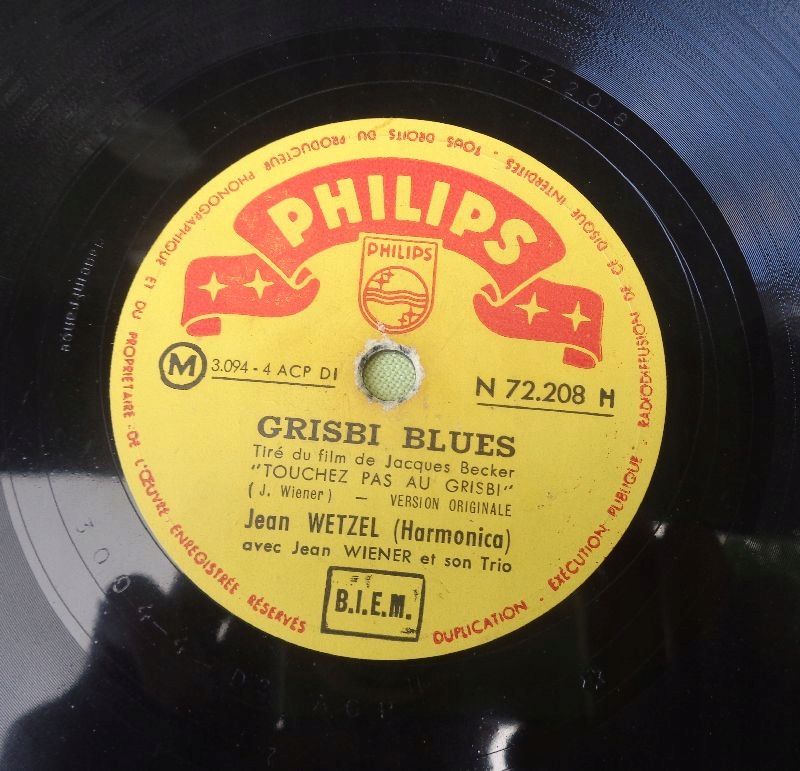 PHILIPS
PHILIPS
M 3.094 - 4 ACP DI
N 72.208 H
GRISBI BLUES
Tiré du film de Jacques Becker
"TOUCHEZ PAS AU GRISBI"
(J. Wiener) - VERSION ORIGINALE
Jean WETZEL (Harmonica)
avec Jean WIENER et son Trio
B.I.E.M.
TOUS DROITS DU PRODUCTEUR PHONOGRAPHIQUE ET DU PROPRIETAIRE DE L'ŒUVRE ENREGISTRÉE RÉSERVÉS
DUPLICATION - EXÉCUTION PUBLIQUE - RADIODIFFUSION DE CE DISQUE INTERDITES -
N 72208